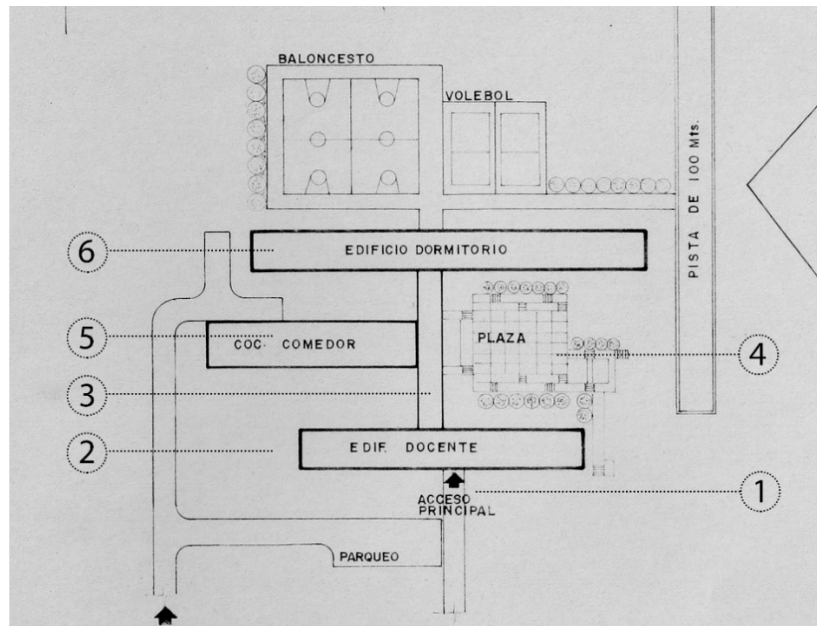 BALONCESTO
VOLEBOL
PISTA DE 100 Mts.
6
EDIFICIO DORMITORIO
5
COC. COMEDOR
PLAZA
4
3
2
EDIF. DOCENTE
1
ACCESO
PRINCIPAL
PARQUEO